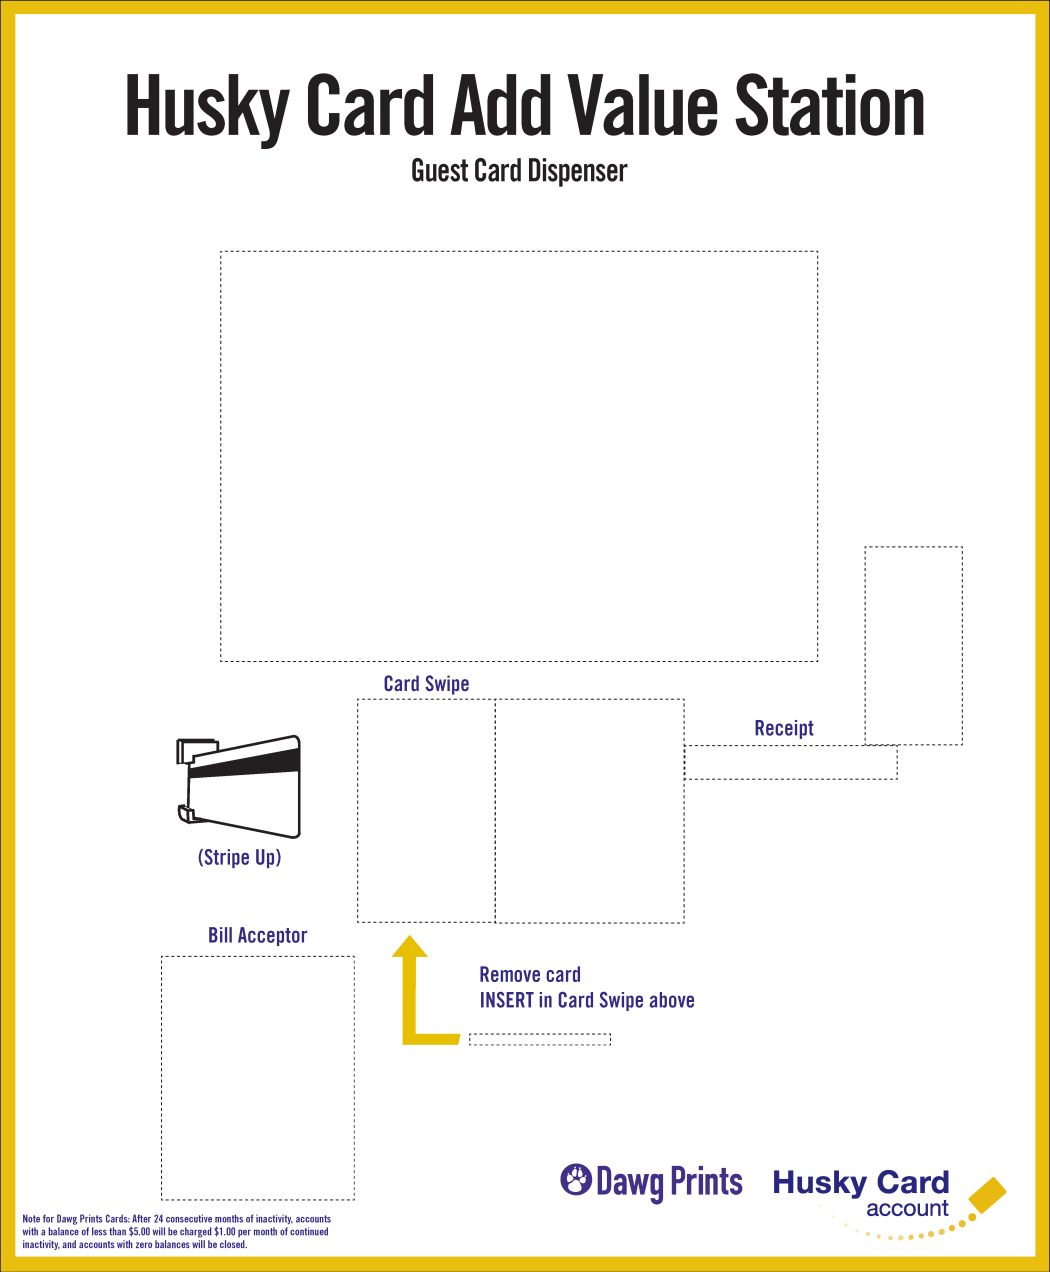 Husky Card Add Value Station
Guest Card Dispenser
Card Swipe
Receipt
(Stripe Up)
Bill Acceptor
Remove card
INSERT in Card Swipe above
Dawg Prints
Husky Card
account
Note for Dawg Prints Cards: After 24 consecutive months of inactivity, accounts
with a balance of less than $5.00 will be charged $1.00 per month of continued
inactivity, and accounts with zero balances will be closed.